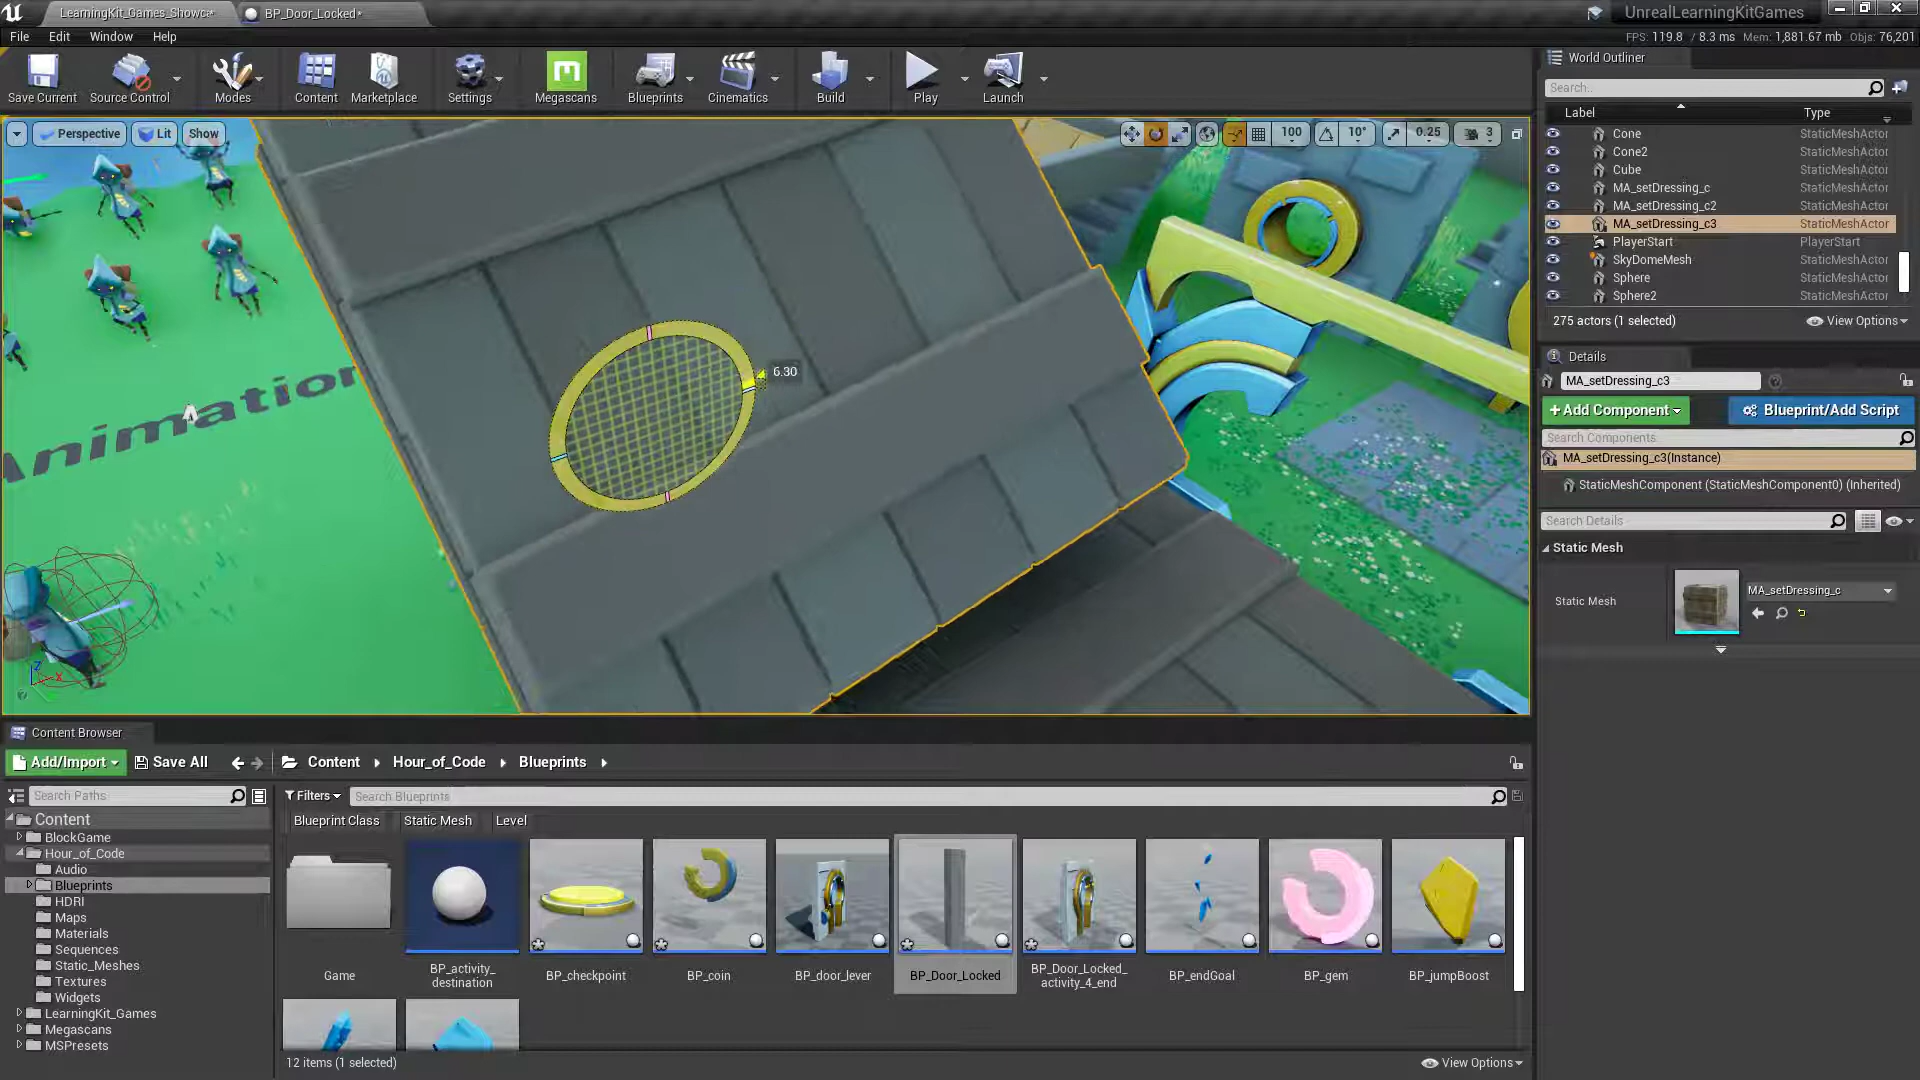 LearningKit_Games_Showca*
BP_Door_Locked*
UnrealLearningKitGames
File Edit Window Help
FPS: 119.8 / 8.3 ms Mem: 1,881.67 mb Objs: 76,201
Save Current
Source Control
Modes
Content
Marketplace
Settings
Megascans
Blueprints
Cinematics
Build
Play
Launch
Perspective
Lit
Show
100
10°
0.25
3
6.30
Animation
World Outliner
Search..
Label Type
Cone StaticMeshActor
Cone2 StaticMeshActor
Cube StaticMeshActor
MA_setDressing_c StaticMeshActor
MA_setDressing_c2 StaticMeshActor
MA_setDressing_c3 StaticMeshActor
PlayerStart PlayerStart
SkyDomeMesh StaticMeshActor
Sphere StaticMeshActor
Sphere2 StaticMeshActor
275 actors (1 selected)
View Options
Details
MA_setDressing_c3
+Add Component
Blueprint/Add Script
Search Components
MA_setDressing_c3(Instance)
StaticMeshComponent (StaticMeshComponent0) (Inherited)
Search Details
Static Mesh
Static Mesh
MA_setDressing_c
Content Browser
Add/Import
Save All
Content
Hour_of_Code
Blueprints
Search Paths
Filters
Search Blueprints
Blueprint Class
Static Mesh
Level
Content
BlockGame
Hour_of_Code
Audio
Blueprints
HDRI
Maps
Materials
Sequences
Static_Meshes
Textures
Widgets
LearningKit_Games
Megascans
MSPresets
Game
BP_activity_
destination
BP_checkpoint
BP_coin
BP_door_lever
BP_Door_Locked
BP_Door_Locked_
activity_4_end
BP_endGoal
BP_gem
BP_jumpBoost
12 items (1 selected)
View Options